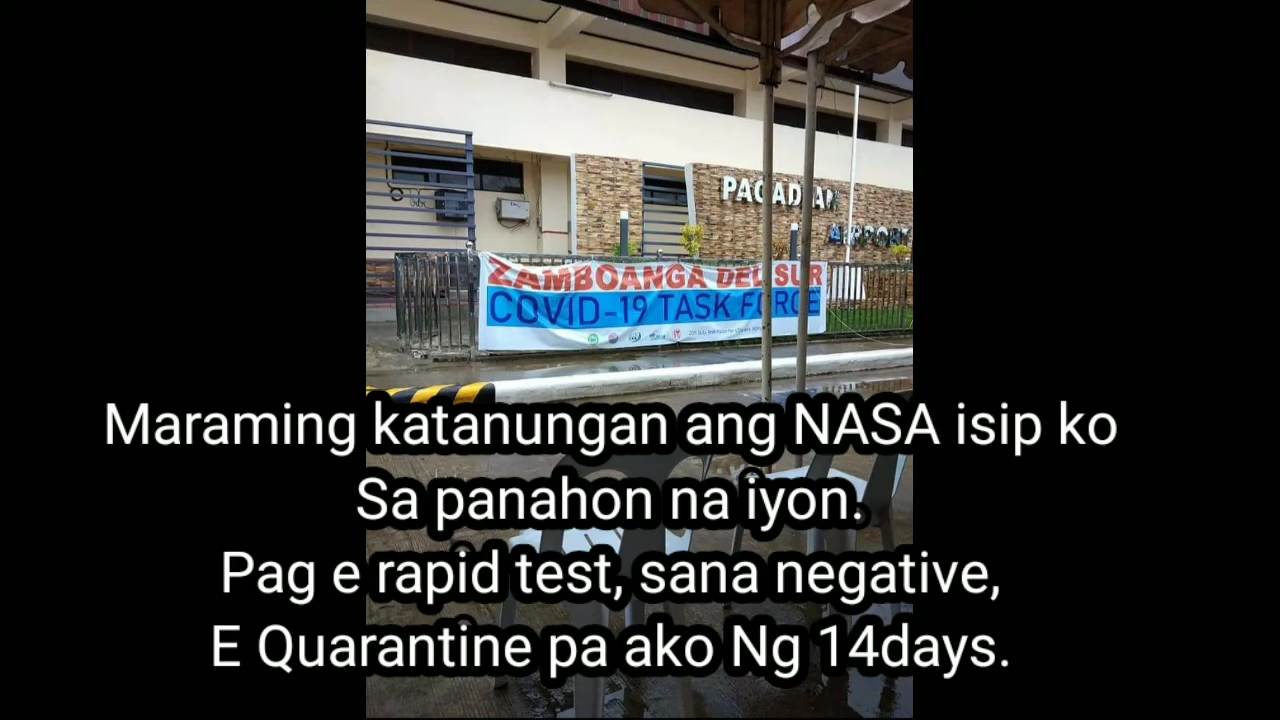 PAGADIAN
AIRPORT
ZAMBOANGA DEL SUR
COVID-19 TASK FORCE
Maraming katanungan ang NASA isip ko
Sa panahon na iyon.
Pag e rapid test, sana negative,
E Quarantine pa ako Ng 14days.